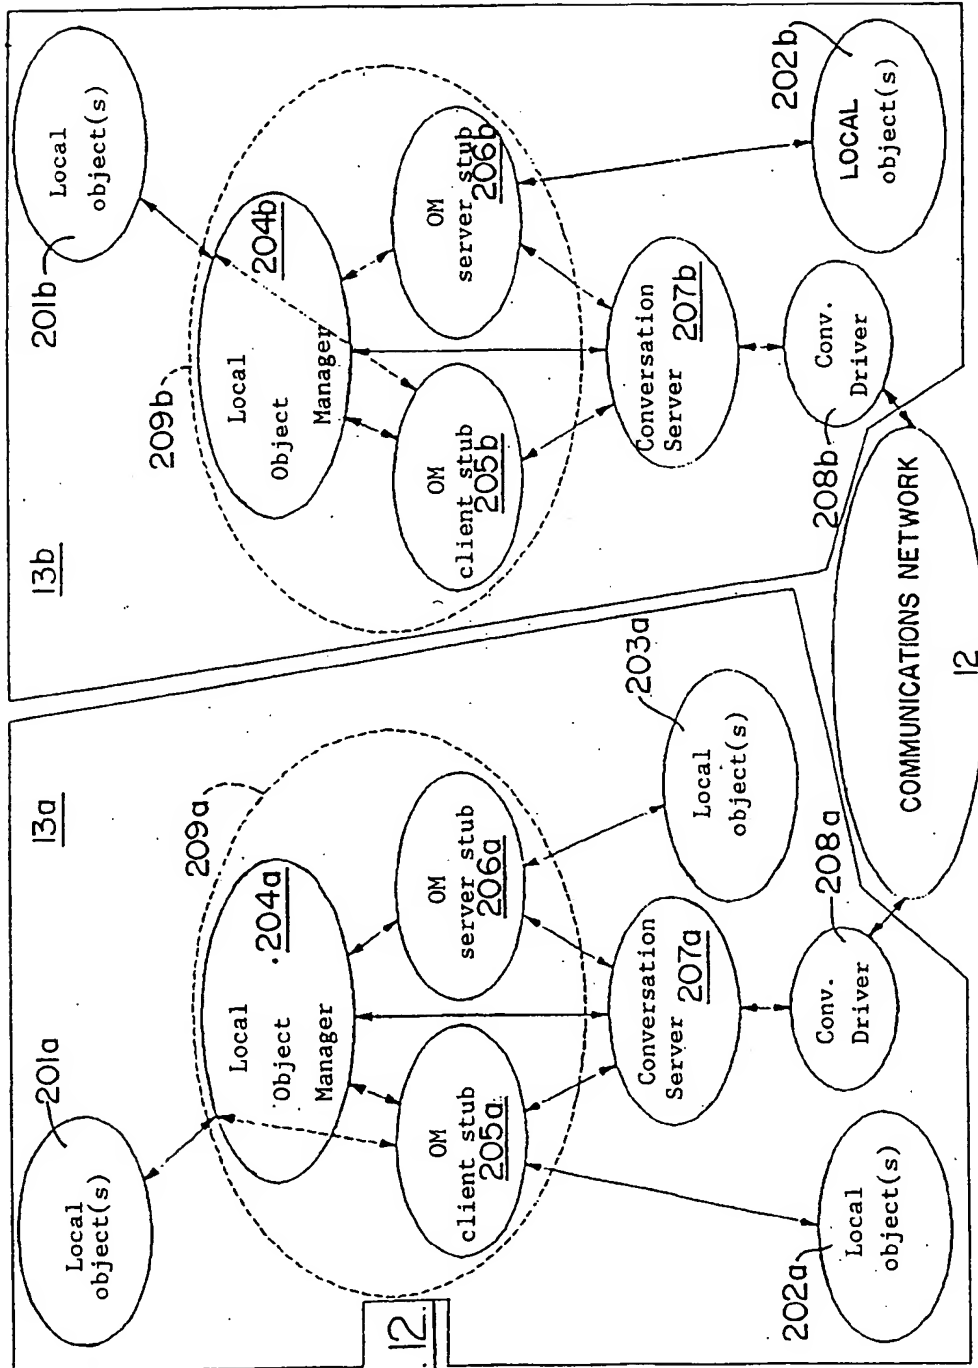 13a
201a
Local
object(s)
209a
Local
Object
Manager
.204a
OM
client stub
205a
OM
server stub
206a
203a
Local
object(s)
Conversation
Server 207a
202a
Local
object(s)
Conv.
Driver
208a
12
13b
201b
Local
object(s)
209b
Local
Object
Manager
204b
OM
client stub
205b
OM
server stub
206b
Conversation
Server
207b
202b
LOCAL
object(s)
Conv.
Driver
208b
COMMUNICATIONS NETWORK
12